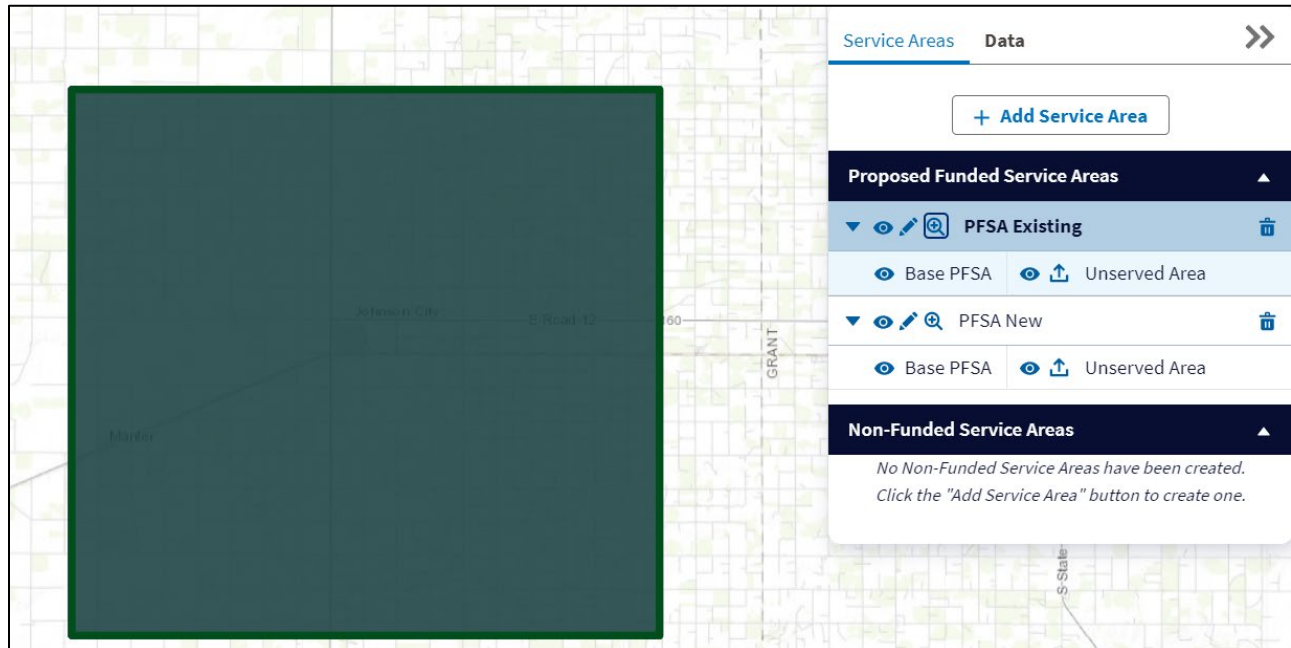 Service Areas Data
+ Add Service Area
Proposed Funded Service Areas
PFSA Existing
Base PFSA Unserved Area
PFSA New
Base PFSA Unserved Area
Non-Funded Service Areas
No Non-Funded Service Areas have been created.
Click the "Add Service Area" button to create one.
Johnson City
E-Road-12
160
GRANT
Manter
S-State